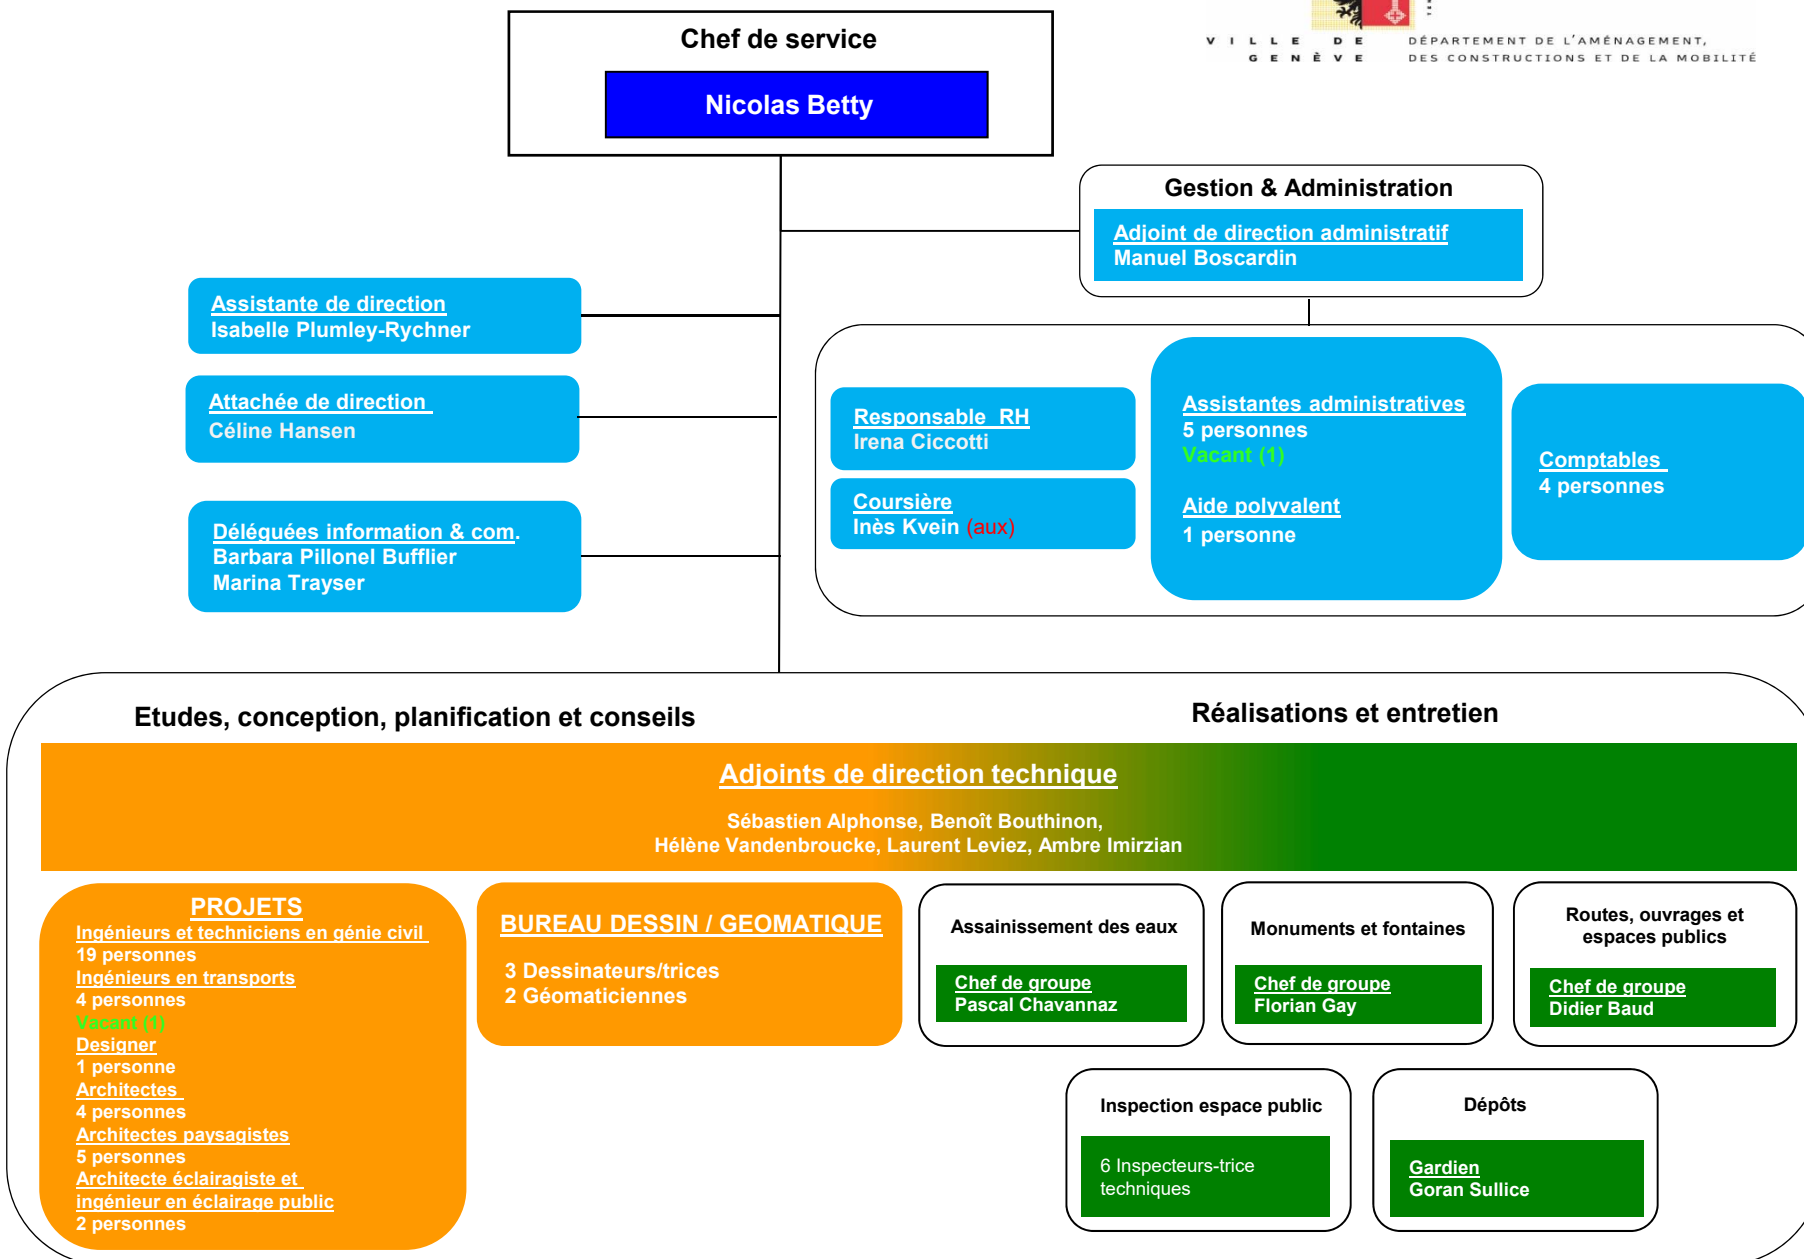 Chef de service
Nicolas Betty
VILLE DE
GENÈVE
DÉPARTEMENT DE L'AMÉNAGEMENT,
DES CONSTRUCTIONS ET DE LA MOBILITÉ
Gestion & Administration
Adjoint de direction administratif
Manuel Boscardin
Assistante de direction
Isabelle Plumley-Rychner
Attachée de direction
Céline Hansen
Déléguées information & com.
Barbara Pillonel Bufflier
Marina Trayser
Responsable RH
Irena Ciccotti
Coursière
Inès Kvein (aux)
Assistantes administratives
5 personnes
Vacant (1)
Aide polyvalent
1 personne
Comptables
4 personnes
Etudes, conception, planification et conseils
Réalisations et entretien
Adjoints de direction technique
Sébastien Alphonse, Benoît Bouthinon,
Hélène Vandenbroucke, Laurent Leviez, Ambre Imirzian
PROJETS
Ingénieurs et techniciens en génie civil
19 personnes
Ingénieurs en transports
4 personnes
Vacant (1)
Designer
1 personne
Architectes
4 personnes
Architectes paysagistes
5 personnes
Architecte éclairagiste et
ingénieur en éclairage public
2 personnes
BUREAU DESSIN / GEOMATIQUE
3 Dessinateurs/trices
2 Géomaticiennes
Assainissement des eaux
Chef de groupe
Pascal Chavannaz
Monuments et fontaines
Chef de groupe
Florian Gay
Routes, ouvrages et
espaces publics
Chef de groupe
Didier Baud
Inspection espace public
6 Inspecteurs-trice
techniques
Dépôts
Gardien
Goran Sullice